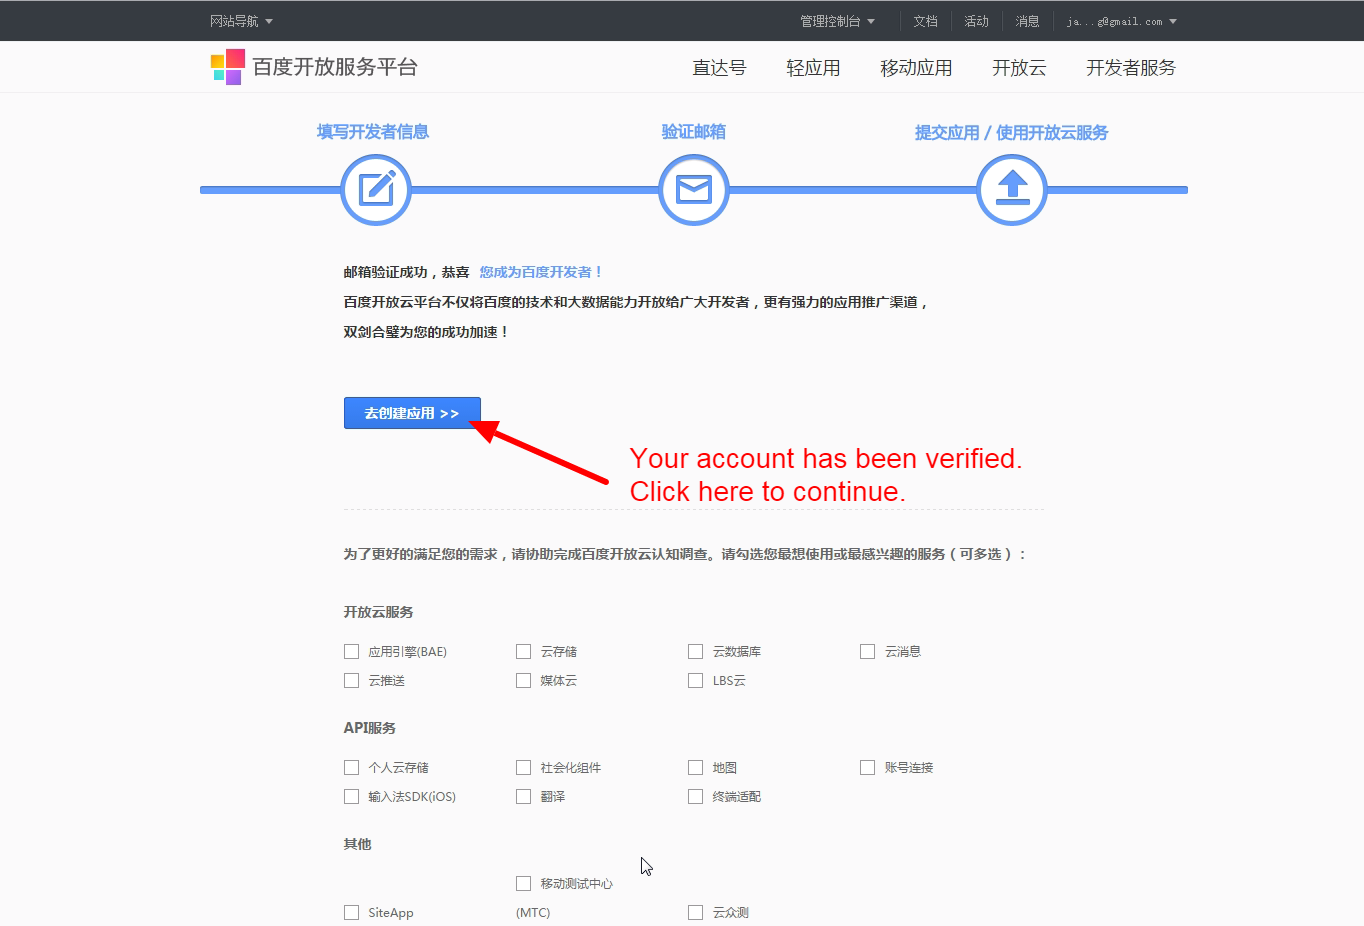 网站导航
管理控制台 文档 活动 消息 ja...g@gmail.com
百度开放服务平台
直达号 轻应用 移动应用 开放云 开发者服务
填写开发者信息 验证邮箱 提交应用 / 使用开放云服务
邮箱验证成功，恭喜 您成为百度开发者！
百度开放云平台不仅将百度的技术和大数据能力开放给广大开发者，更有强力的应用推广渠道，
双剑合璧为您的成功加速！
去创建应用 >>
Your account has been verified.
Click here to continue.
为了更好的满足您的需求，请协助完成百度开放云认知调查。请勾选您最想使用或最感兴趣的服务（可多选）：
开放云服务
应用引擎(BAE) 云存储 云数据库 云消息
云推送 媒体云 LBS云
API服务
个人云存储 社会化组件 地图 账号连接
输入法SDK(iOS) 翻译 终端适配
其他
移动测试中心
SiteApp (MTC) 云众测